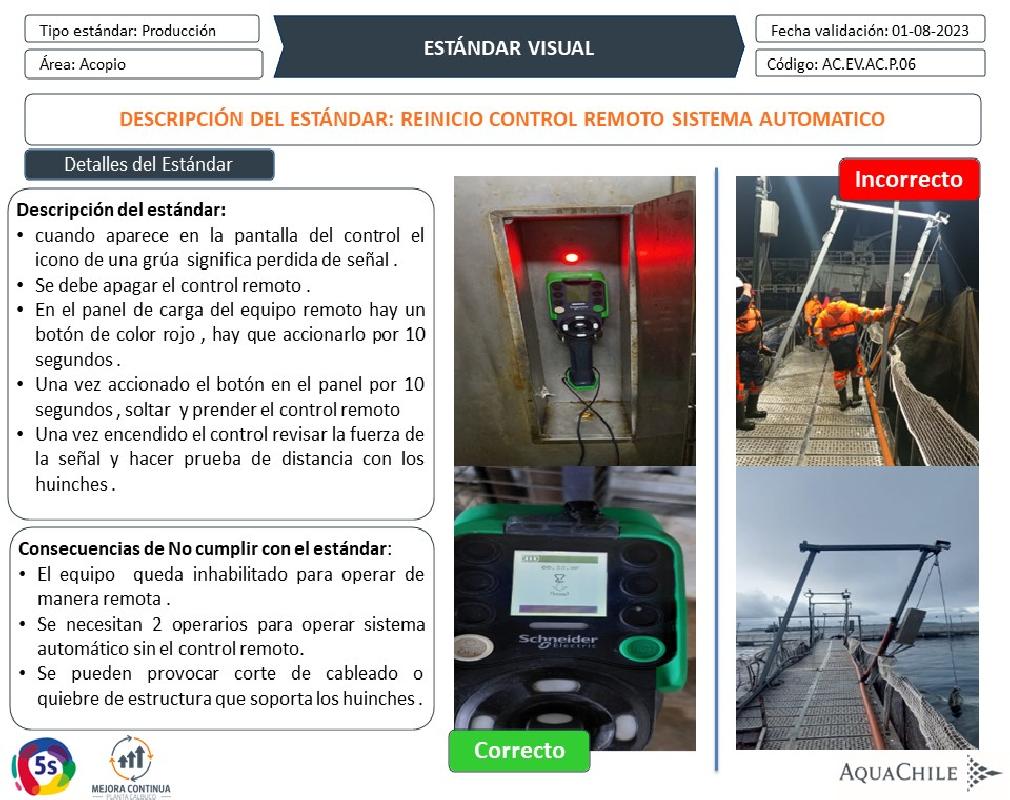 Tipo estándar: Producción
Área: Acopio
ESTÁNDAR VISUAL
Fecha validación: 01-08-2023
Código: AC.EV.AC.P.06
DESCRIPCIÓN DEL ESTÁNDAR: REINICIO CONTROL REMOTO SISTEMA AUTOMATICO
Detalles del Estándar
Descripción del estándar:
• cuando aparece en la pantalla del control el
icono de una grúa significa perdida de señal .
• Se debe apagar el control remoto .
• En el panel de carga del equipo remoto hay un
botón de color rojo , hay que accionarlo por 10
segundos .
• Una vez accionado el botón en el panel por 10
segundos , soltar y prender el control remoto
• Una vez encendido el control revisar la fuerza de
la señal y hacer prueba de distancia con los
huinches .
Consecuencias de No cumplir con el estándar:
• El equipo queda inhabilitado para operar de
manera remota .
• Se necesitan 2 operarios para operar sistema
automático sin el control remoto.
• Se pueden provocar corte de cableado o
quiebre de estructura que soporta los huinches .
Schneider
Electric
Correcto
Incorrecto
5s
MEJORA CONTINUA
PLANTA CALBUCO
AQUACHILE